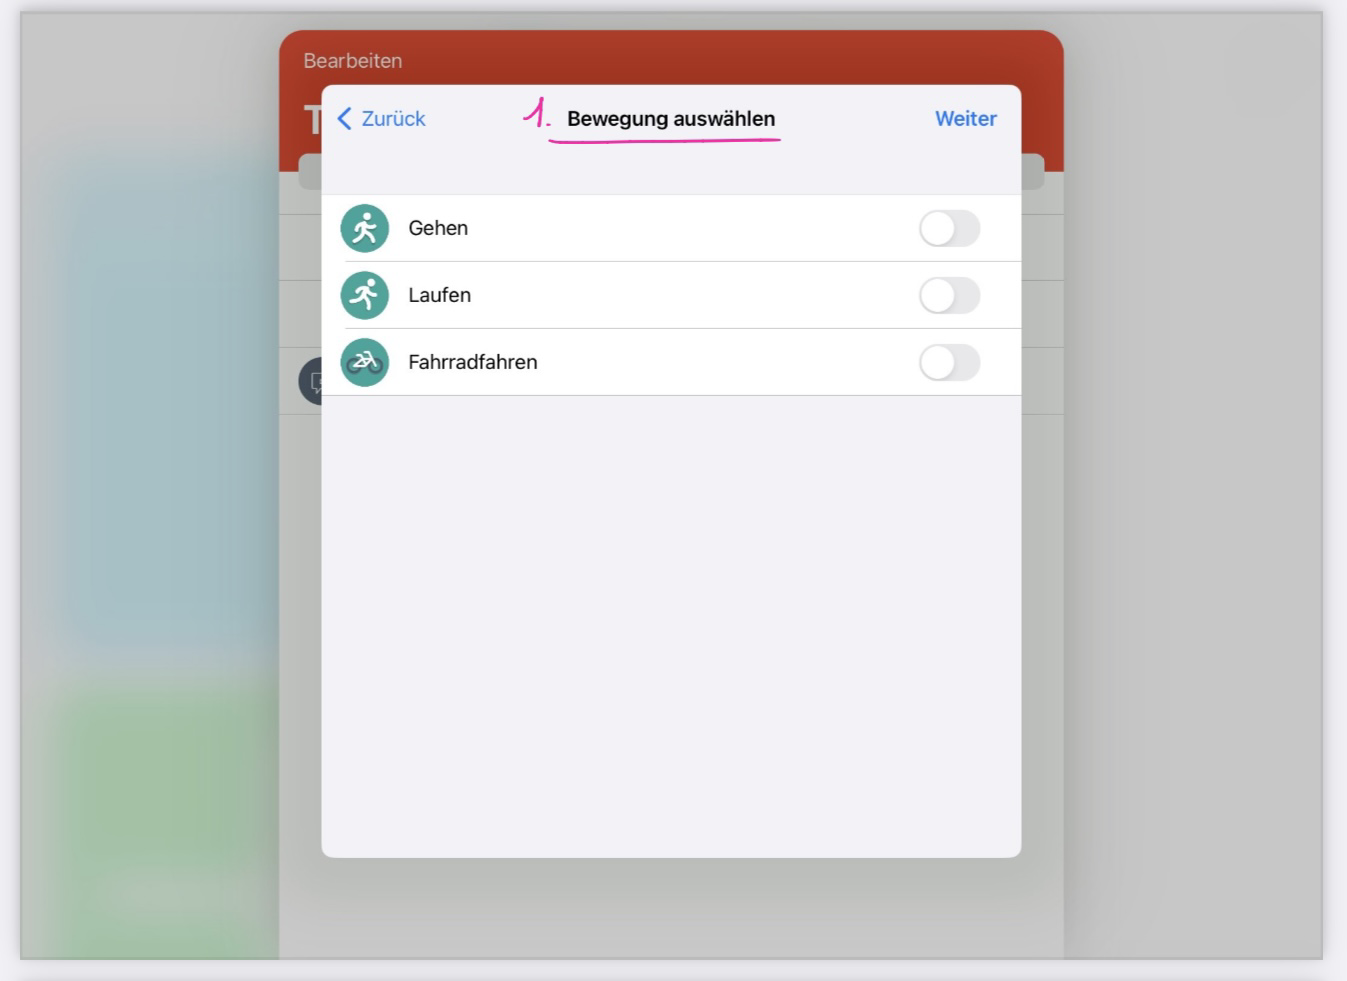 Bearbeiten
T
Zurück
1. Bewegung auswählen
Weiter
Gehen
Laufen
Fahrradfahren